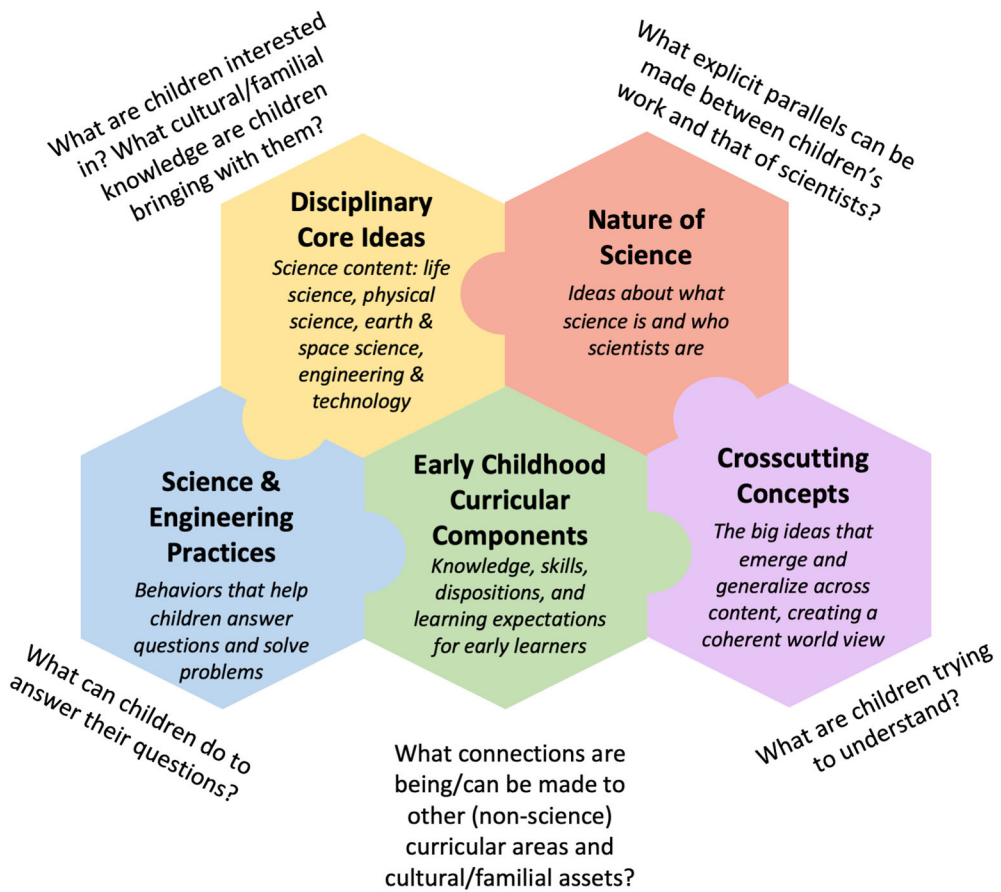 What are children interested
in? What cultural/familial
knowledge are children
bringing with them?
What explicit parallels can be
made between children's
work and that of scientists?
Disciplinary
Core Ideas
Science content: life
science, physical
science, earth &
space science,
engineering &
technology
Nature of
Science
Ideas about what
science is and who
scientists are
Science &
Engineering
Practices
Behaviors that help
children answer
questions and solve
problems
Early Childhood
Curricular
Components
Knowledge, skills,
dispositions, and
learning expectations
for early learners
Crosscutting
Concepts
The big ideas that
emerge and
generalize across
content, creating a
coherent world view
What can children do to
answer their questions?
What connections are
being/can be made to
other (non-science)
curricular areas and
cultural/familial assets?
What are children trying
to understand?